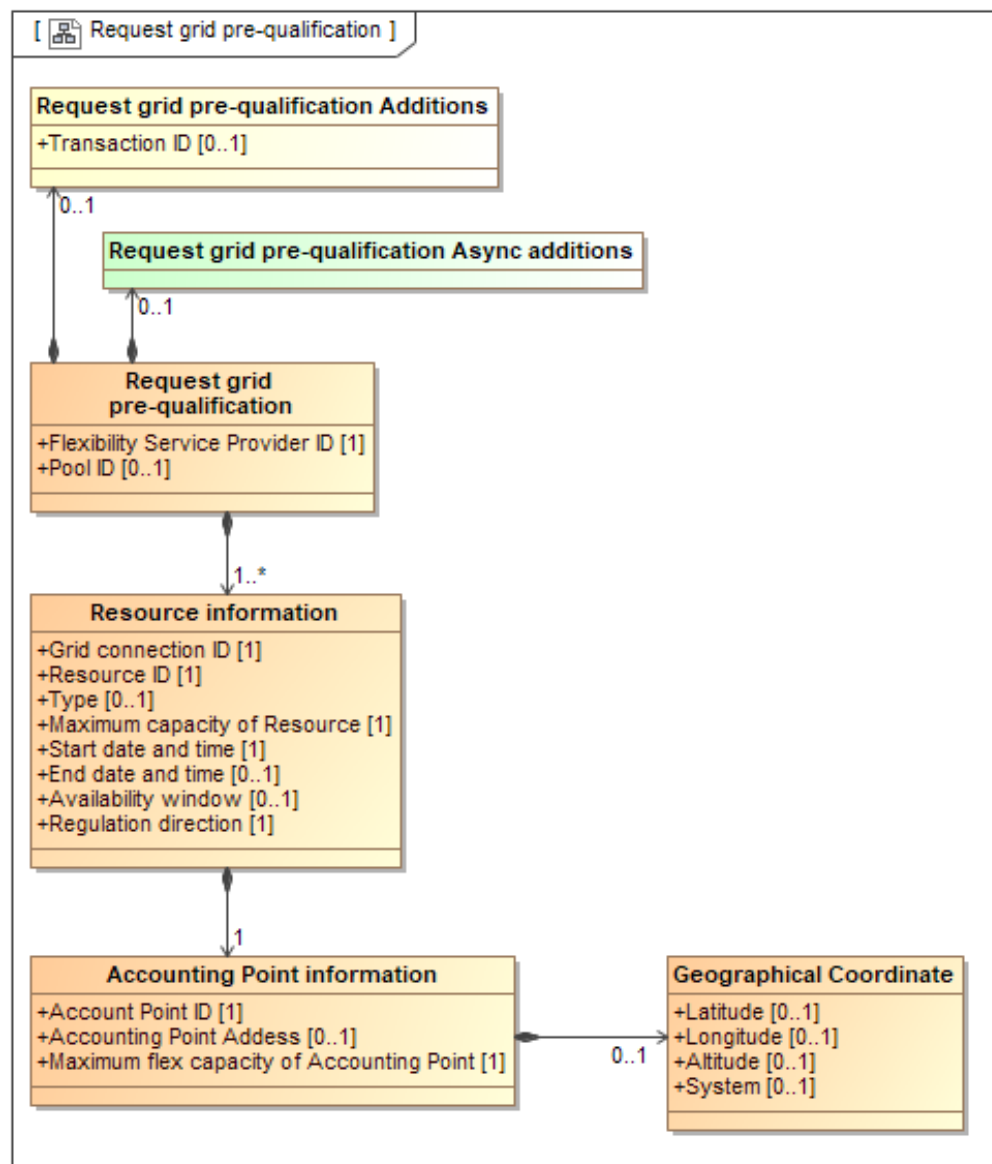 [ Request grid pre-qualification ]
Request grid pre-qualification Additions
+Transaction ID [0..1]
0..1
Request grid pre-qualification Async additions
0..1
Request grid
pre-qualification
+Flexibility Service Provider ID [1]
+Pool ID [0..1]
1..*
Resource information
+Grid connection ID [1]
+Resource ID [1]
+Type [0..1]
+Maximum capacity of Resource [1]
+Start date and time [1]
+End date and time [0..1]
+Availability window [0..1]
+Regulation direction [1]
1
Accounting Point information
+Account Point ID [1]
+Accounting Point Addess [0..1]
+Maximum flex capacity of Accounting Point [1]
0..1
Geographical Coordinate
+Latitude [0..1]
+Longitude [0..1]
+Altitude [0..1]
+System [0..1]